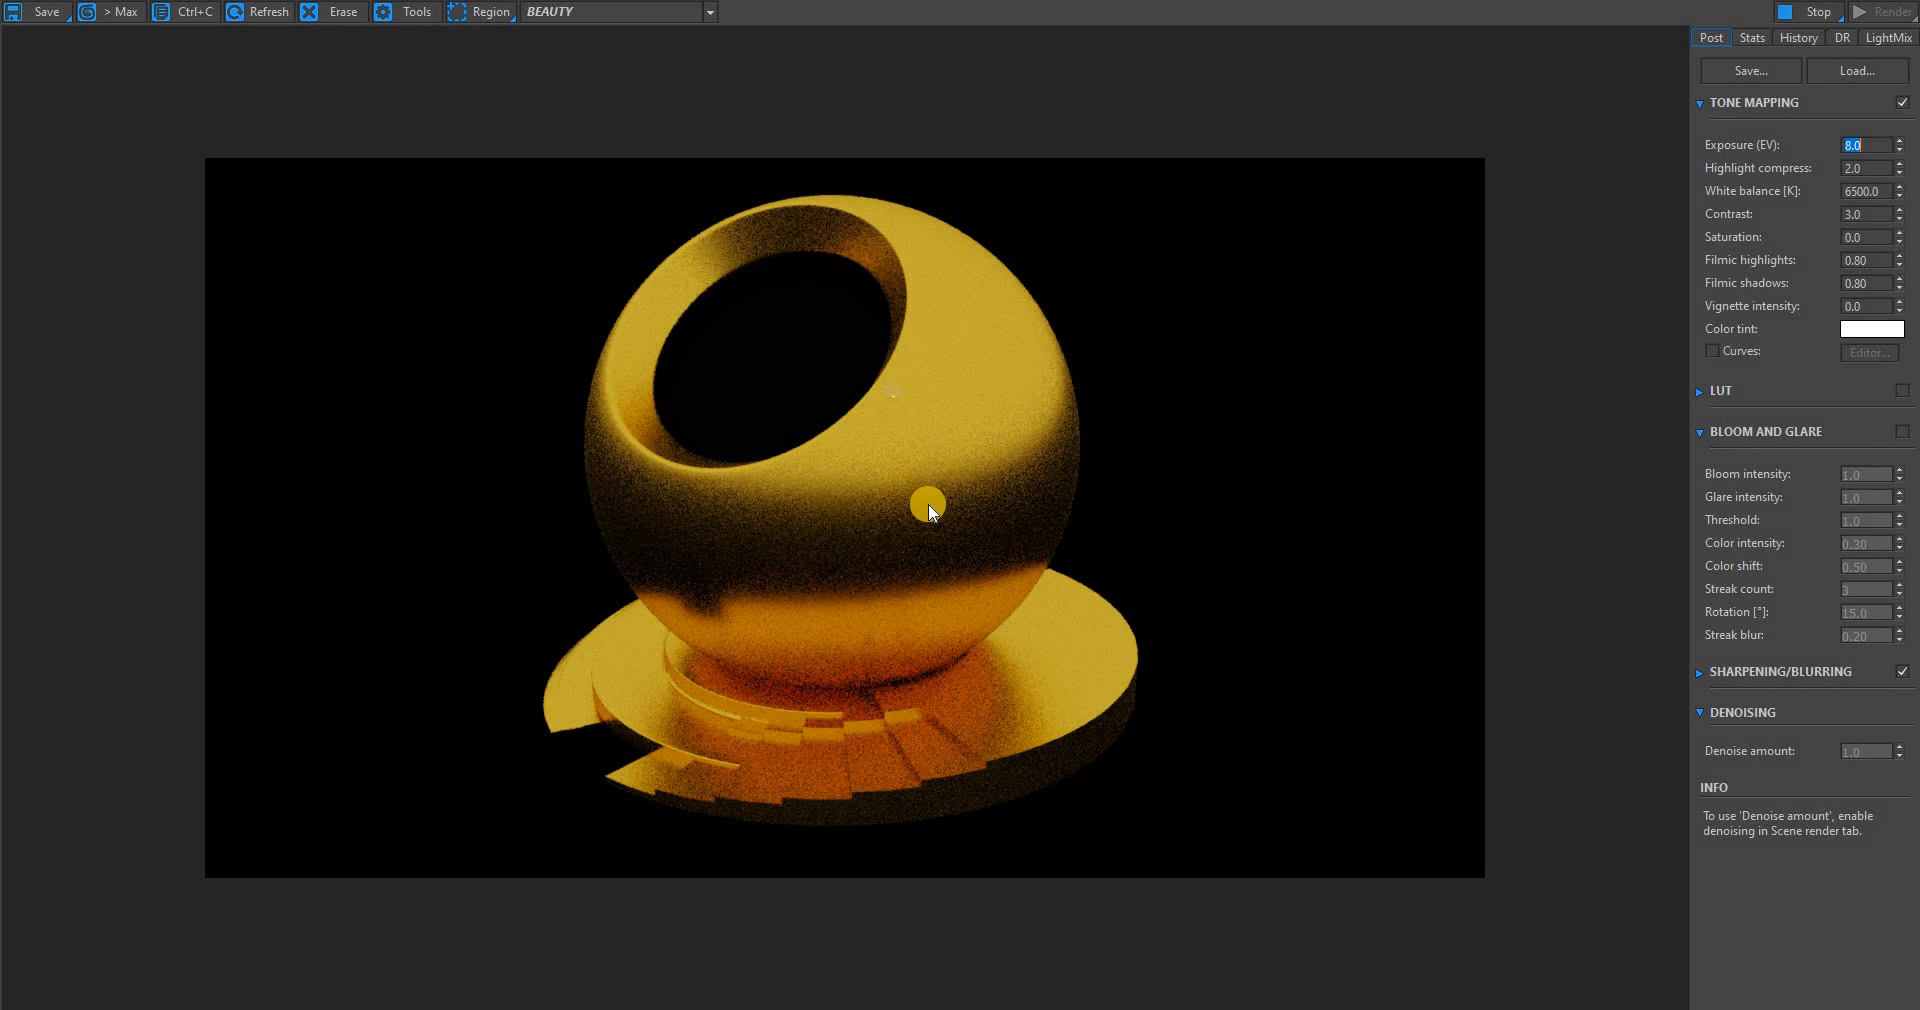 Save > Max Ctrl+C Refresh Erase Tools Region BEAUTY Stop Render
Post Stats History DR LightMix
Save... Load...
TONE MAPPING
Exposure (EV): 8.0
Highlight compress: 2.0
White balance [K]: 6500.0
Contrast: 3.0
Saturation: 0.0
Filmic highlights: 0.80
Filmic shadows: 0.80
Vignette intensity: 0.0
Color tint:
Curves: Editor...
LUT
BLOOM AND GLARE
Bloom intensity: 1.0
Glare intensity: 1.0
Threshold: 1.0
Color intensity: 0.30
Color shift: 0.50
Streak count: 3
Rotation [°]: 15.0
Streak blur: 0.20
SHARPENING/BLURRING
DENOISING
Denoise amount: 1.0
INFO
To use 'Denoise amount', enable
denoising in Scene render tab.